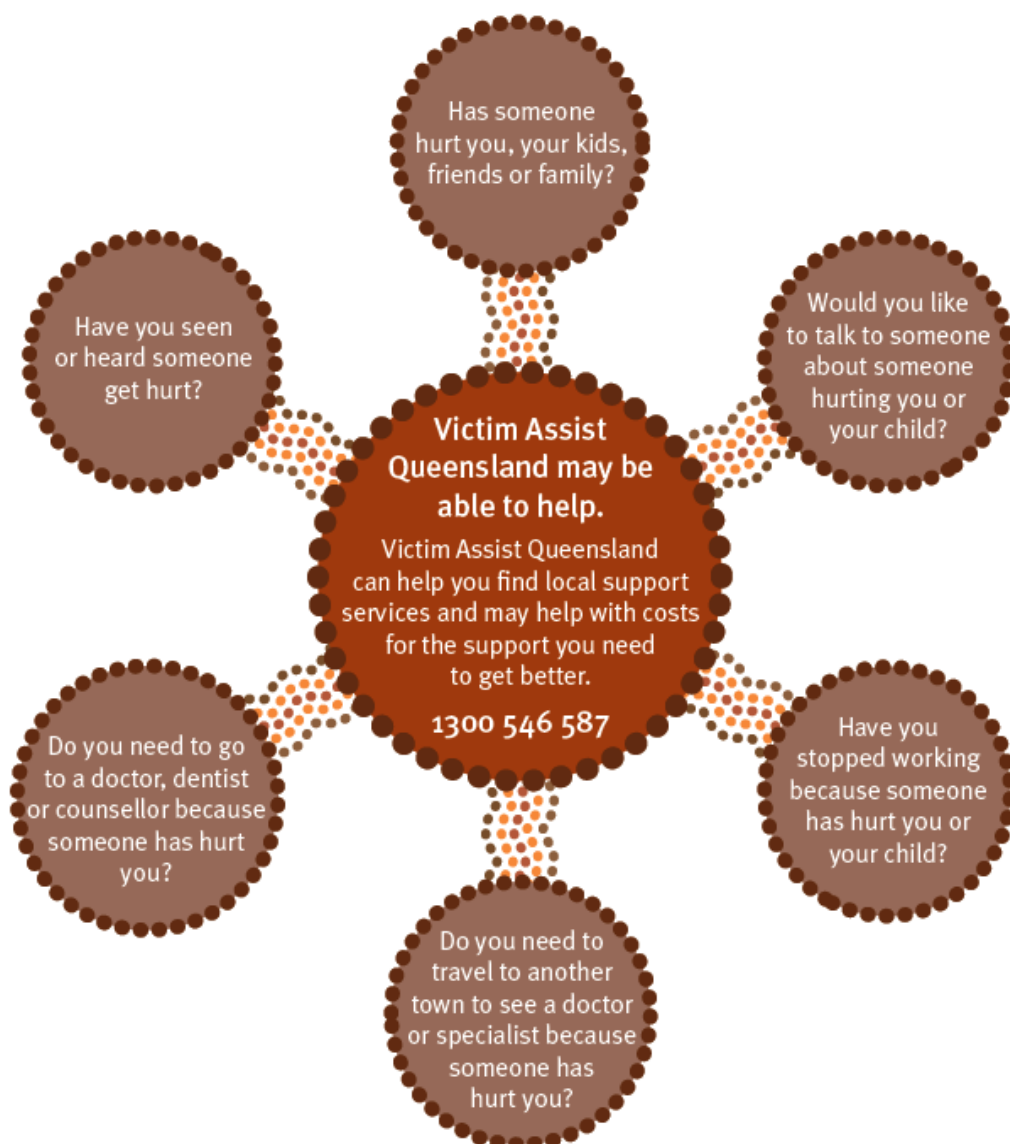 Has someone
hurt you, your kids,
friends or family?
Have you seen
or heard someone
get hurt?
Would you like
to talk to someone
about someone
hurting you or
your child?
Victim Assist
Queensland may be
able to help.
Victim Assist Queensland
can help you find local support
services and may help with costs
for the support you need
to get better.
1300 546 587
Do you need to go
to a doctor, dentist
or counsellor because
someone has hurt
you?
Have you
stopped working
because someone
has hurt you or
your child?
Do you need to
travel to another
town to see a doctor
or specialist because
someone has
hurt you?